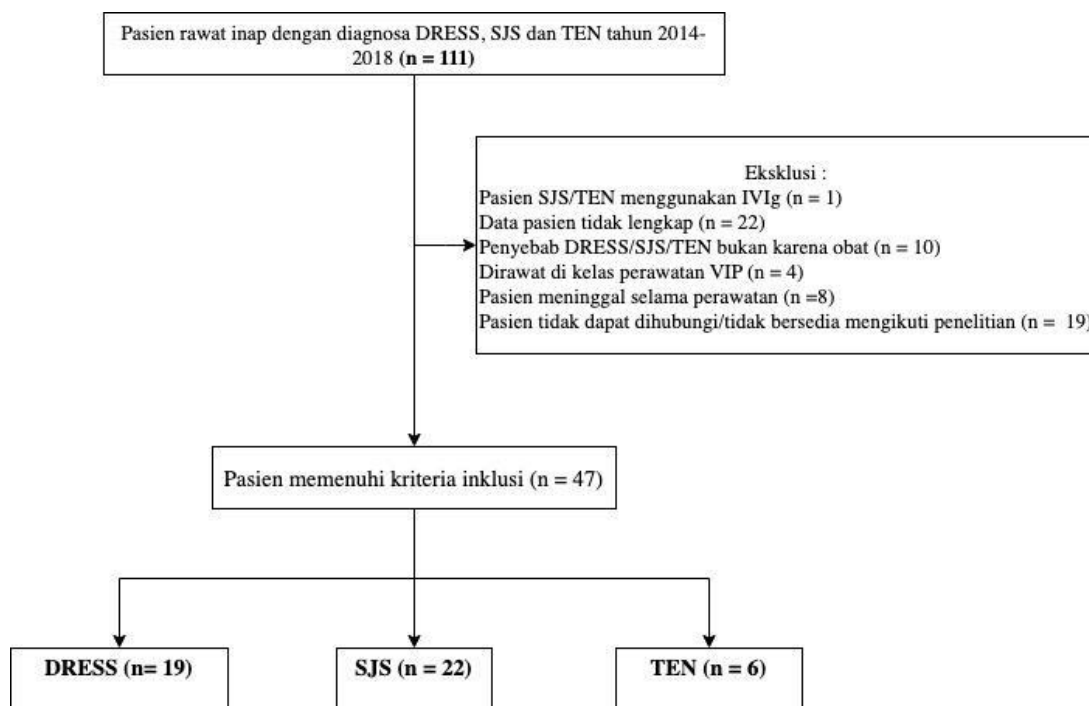 Pasien rawat inap dengan diagnosa DRESS, SJS dan TEN tahun 2014-
2018 (n = 111)
Eksklusi :
Pasien SJS/TEN menggunakan IVIg (n = 1)
Data pasien tidak lengkap (n = 22)
Penyebab DRESS/SJS/TEN bukan karena obat (n = 10)
Dirawat di kelas perawatan VIP (n = 4)
Pasien meninggal selama perawatan (n =8)
Pasien tidak dapat dihubungi/tidak bersedia mengikuti penelitian (n =  19)
Pasien memenuhi kriteria inklusi (n = 47)
DRESS (n= 19)
SJS (n = 22)
TEN (n = 6)